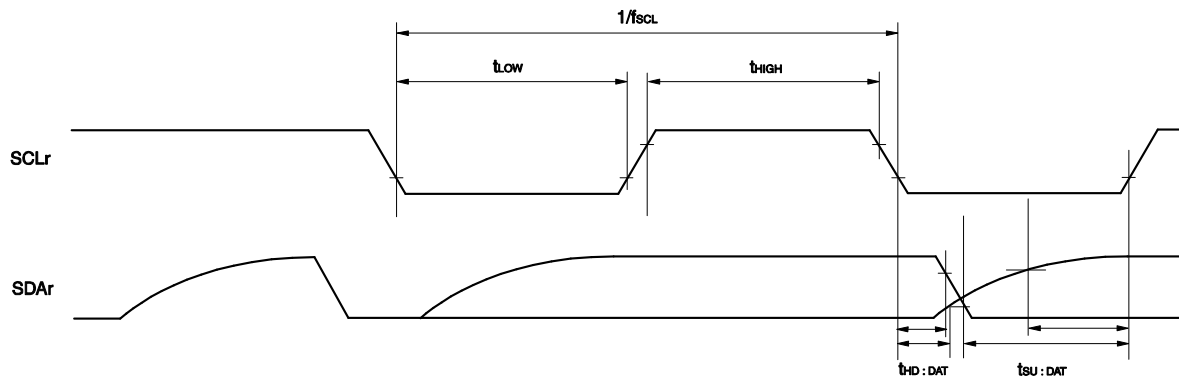 1/fSCL
tLOW
tHIGH
SCLr
SDAr
tHD : DAT
tSU : DAT